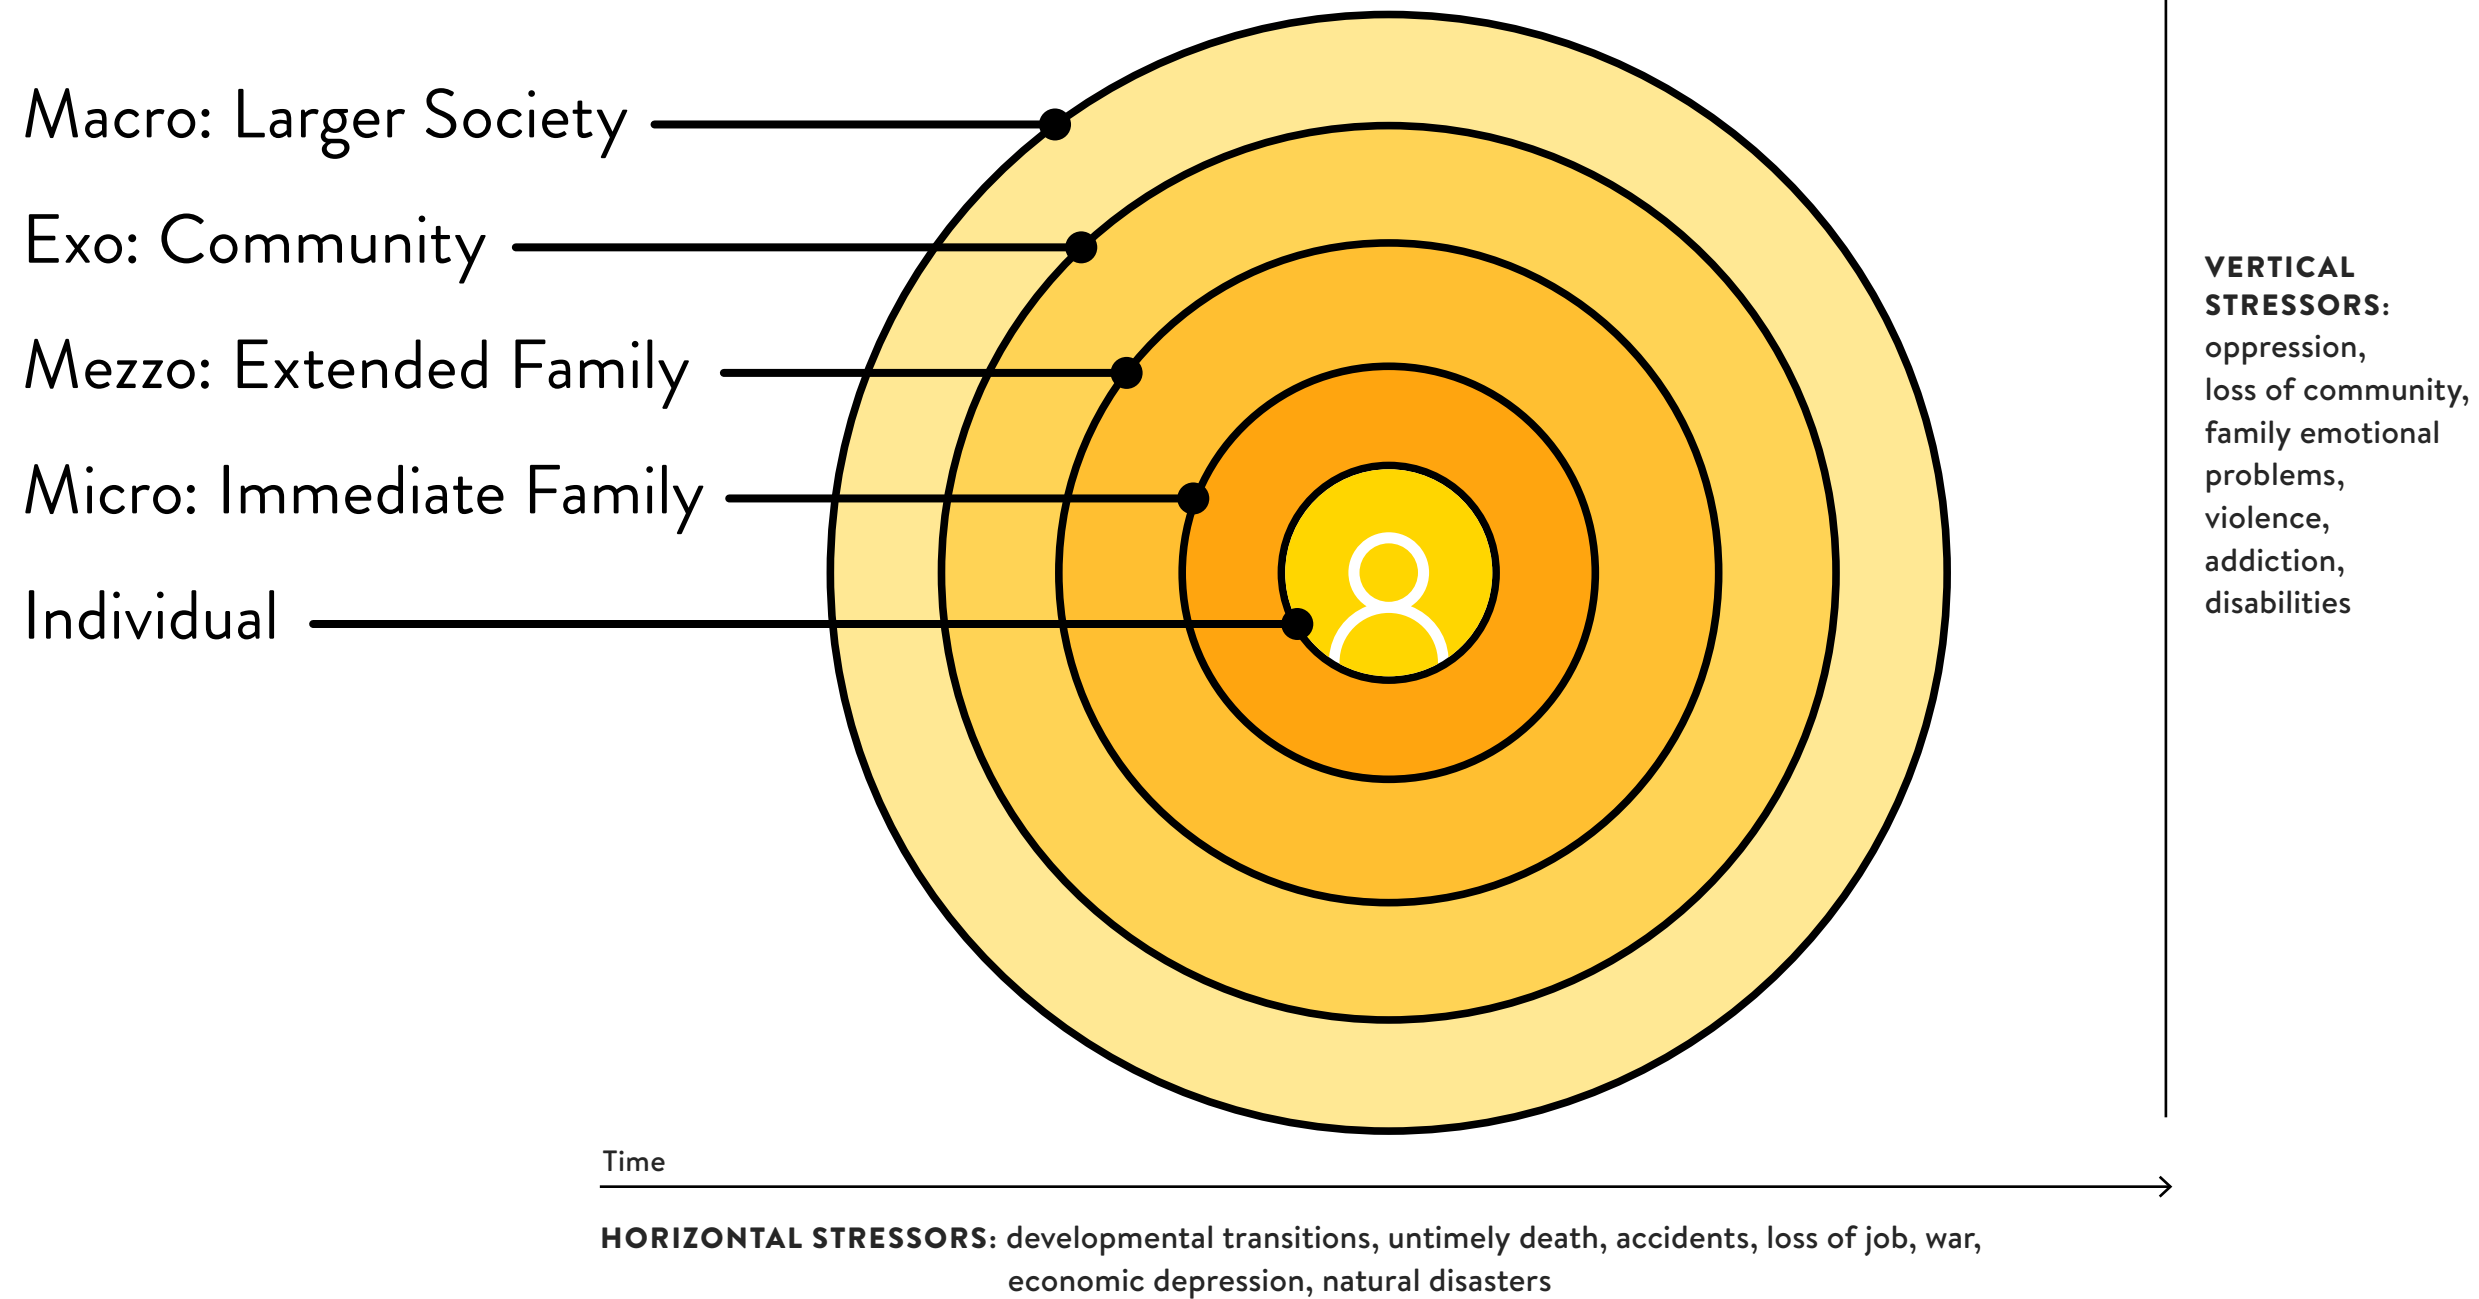 Macro: Larger Society
Exo: Community
Mezzo: Extended Family
Micro: Immediate Family
Individual
VERTICAL
STRESSORS:
oppression,
loss of community,
family emotional
problems,
violence,
addiction,
disabilities
Time
HORIZONTAL STRESSORS: developmental transitions, untimely death, accidents, loss of job, war,
economic depression, natural disasters